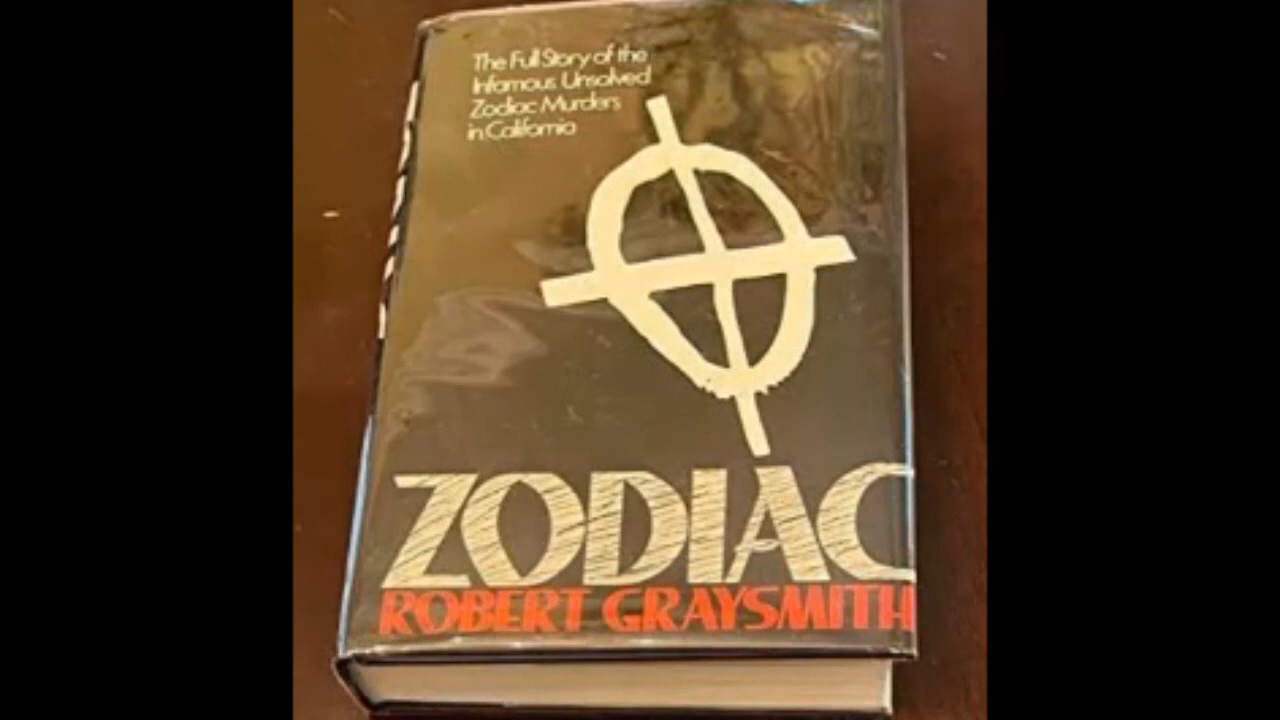 The Full Story of the
Infamous Unsolved
Zodiac Murders
in California
ZODIAC
ROBERT GRAYSMITH